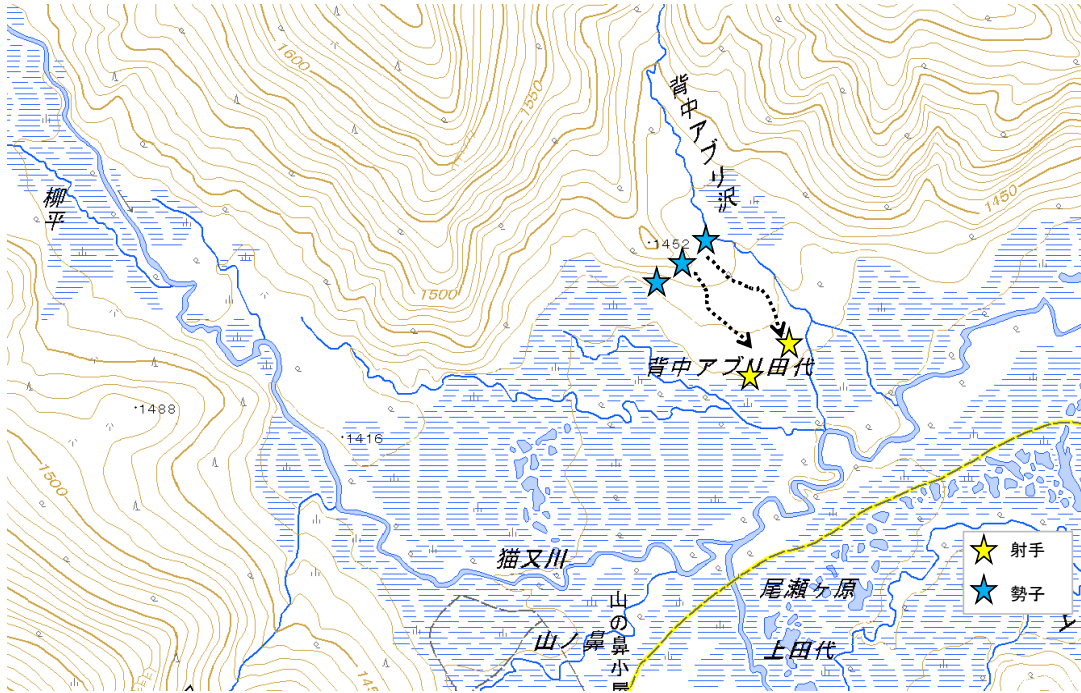 1600
1550
背中アブリ沢
柳平
1450
1452
1500
背中アブリ田代
1488
1416
1500
猫又川
射手
尾瀬ヶ原
勢子
山の鼻小屋
山ノ鼻
上田代